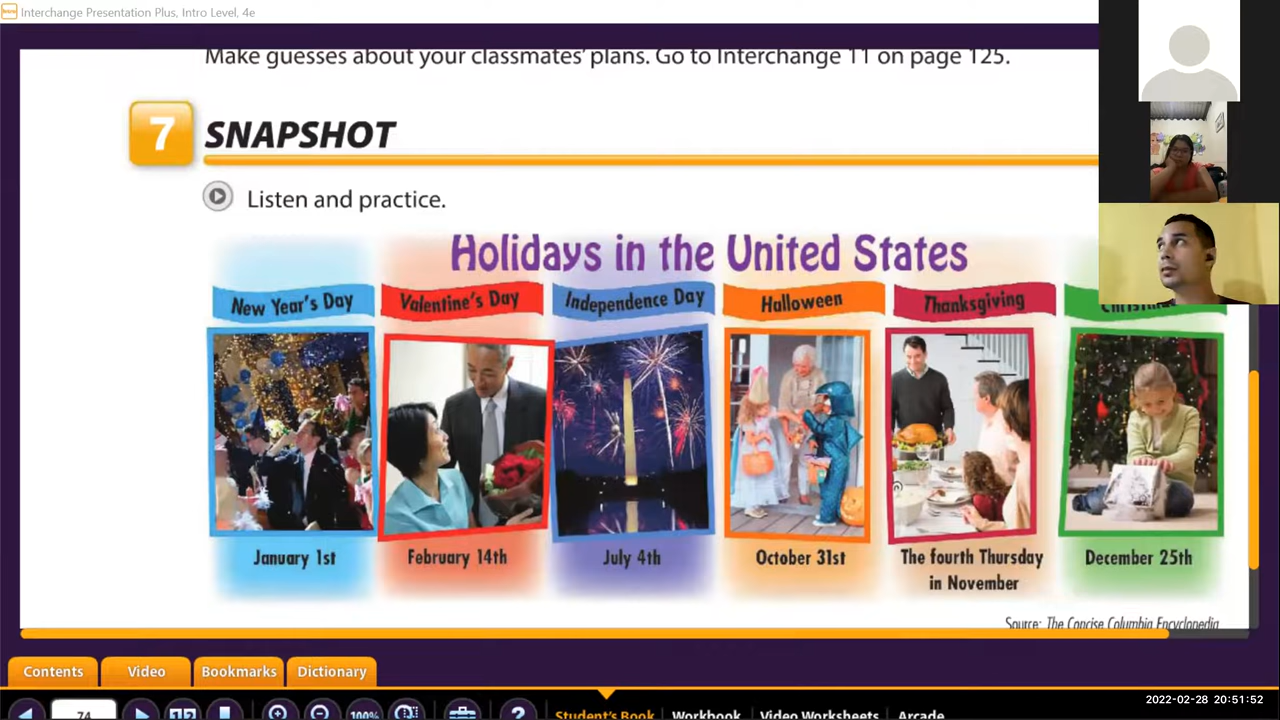 Interchange Presentation Plus, Intro Level, 4e
Make guesses about your classmates' plans. Go to Interchange 11 on page 125.
7 SNAPSHOT
Listen and practice.
Holidays in the United States
New Year's Day Valentine's Day Independence Day Halloween Thanksgiving
January 1st February 14th July 4th October 31st The fourth Thursday December 25th
in November
Source: The Concise Columbia Encyclopedia
Contents Video Bookmarks Dictionary
2022-02-28 20:51:52
74 100% ? Student's Book Workbook Video Worksheets Arcade